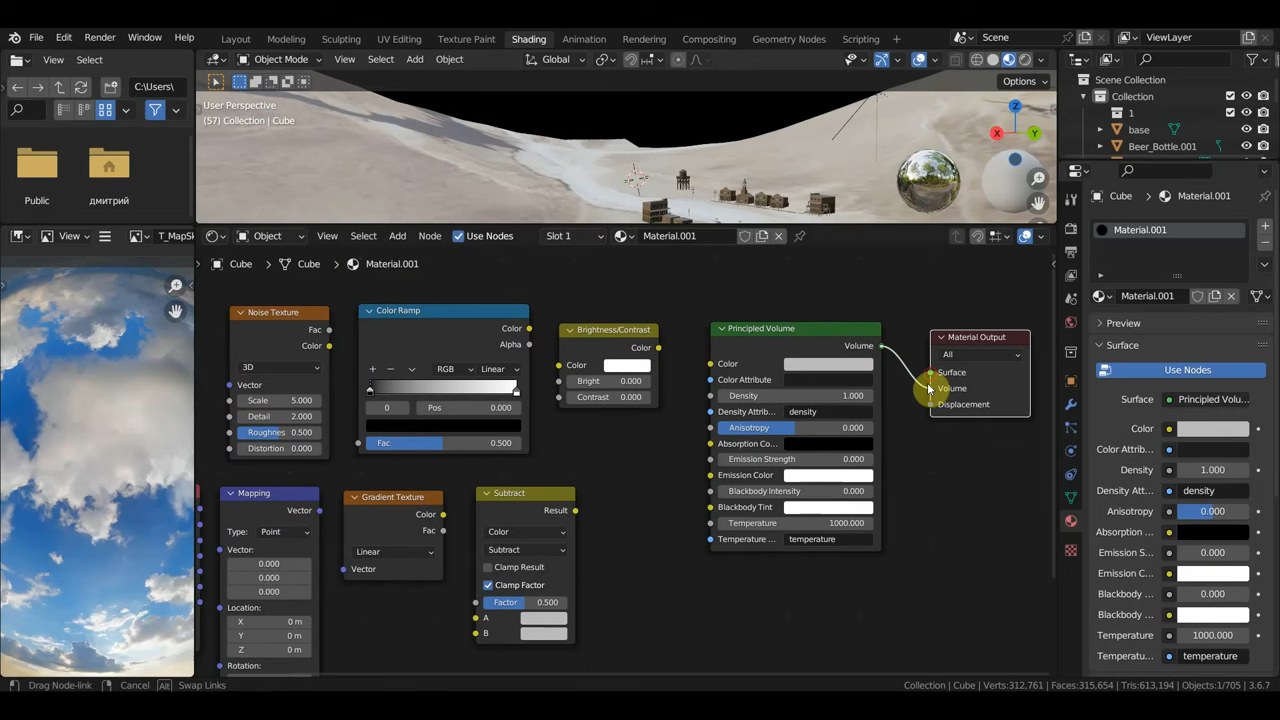 File Edit Render Window Help
Layout Modeling Sculpting UV Editing Texture Paint Shading Animation Rendering Compositing Geometry Nodes Scripting +
Scene
ViewLayer
View Select
Object Mode View Select Add Object
Global
C:\Users\
Options
User Perspective
(57) Collection | Cube
Z
X
Y
Scene Collection
Collection
1
base
Beer_Bottle.001
Public
дмитрий
Cube Material.001
View
T_MapSk
Object View Select Add Node Use Nodes Slot 1 Material.001
Cube > Cube > Material.001
Material.001
Material.001
Preview
Surface
Use Nodes
Surface Principled Volu...
Color
Color Attrib...
Density 1.000
Density Att... density
Anisotropy 0.000
Absorption ...
Emission S... 0.000
Emission C...
Blackbody ... 0.000
Blackbody ...
Temperature 1000.000
Temperatu... temperature
Noise Texture
Fac
Color
3D
Vector
Scale 5.000
Detail 2.000
Roughnes 0.500
Distortion 0.000
Color Ramp
Color
Alpha
RGB Linear
0 Pos 0.000
Fac 0.500
Brightness/Contrast
Color
Color
Bright 0.000
Contrast 0.000
Principled Volume
Volume
Color
Color Attribute
Density 1.000
Density Attrib... density
Anisotropy 0.000
Absorption Co...
Emission Strength 0.000
Emission Color
Blackbody Intensity 0.000
Blackbody Tint
Temperature 1000.000
Temperature ... temperature
Material Output
All
Surface
Volume
Displacement
Mapping
Vector
Type: Point
Vector:
0.000
0.000
0.000
Location:
X 0 m
Y 0 m
Z 0 m
Rotation:
Gradient Texture
Color
Fac
Linear
Vector
Subtract
Result
Color
Subtract
Clamp Result
Clamp Factor
Factor 0.500
A
B
Drag Node-link Cancel Alt Swap Links
Collection | Cube | Verts:312,761 | Faces:315,654 | Tris:613,194 | Objects:1/705 | 3.6.7